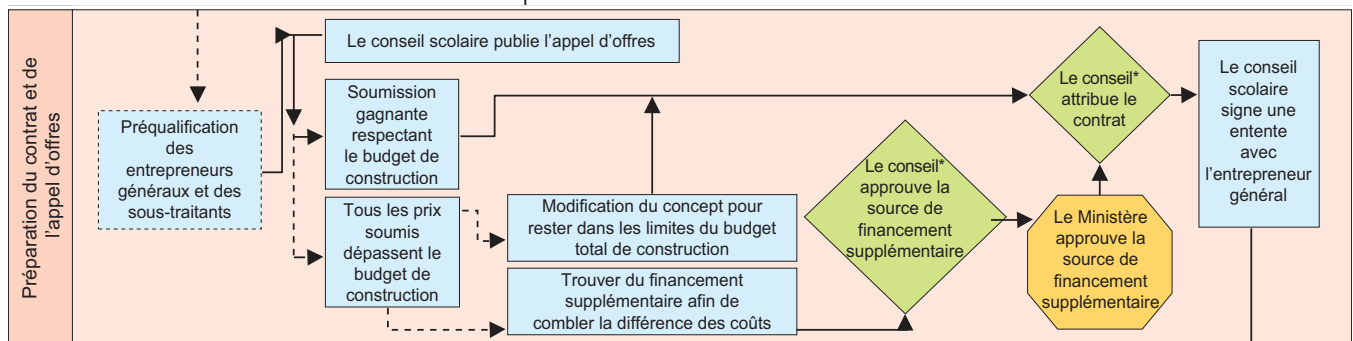 Préparation du contrat et de
l'appel d'offres
Préqualification
des
entrepreneurs
généraux et des
sous-traitants
Le conseil scolaire publie l'appel d'offres
Soumission
gagnante
respectant
le budget de
construction
Tous les prix
soumis
dépassent le
budget de
construction
Modification du concept pour
rester dans les limites du budget
total de construction
Trouver du financement
supplémentaire afin de
combler la différence des coûts
Le conseil*
approuve la
source de
financement
supplémentaire
Le Ministère
approuve la
source de
financement
supplémentaire
Le conseil*
attribue le
contrat
Le conseil
scolaire
signe une
entente
avec
l'entrepreneur
général